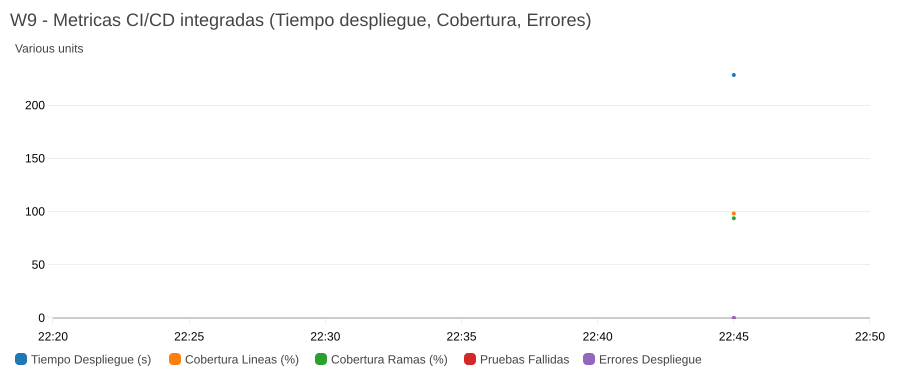 W9 - Metricas CI/CD integradas (Tiempo despliegue, Cobertura, Errores)
Various units
200
150
100
50
0
22:20 22:25 22:30 22:35 22:40 22:45 22:50
Tiempo Despliegue (s) Cobertura Lineas (%) Cobertura Ramas (%) Pruebas Fallidas Errores Despliegue